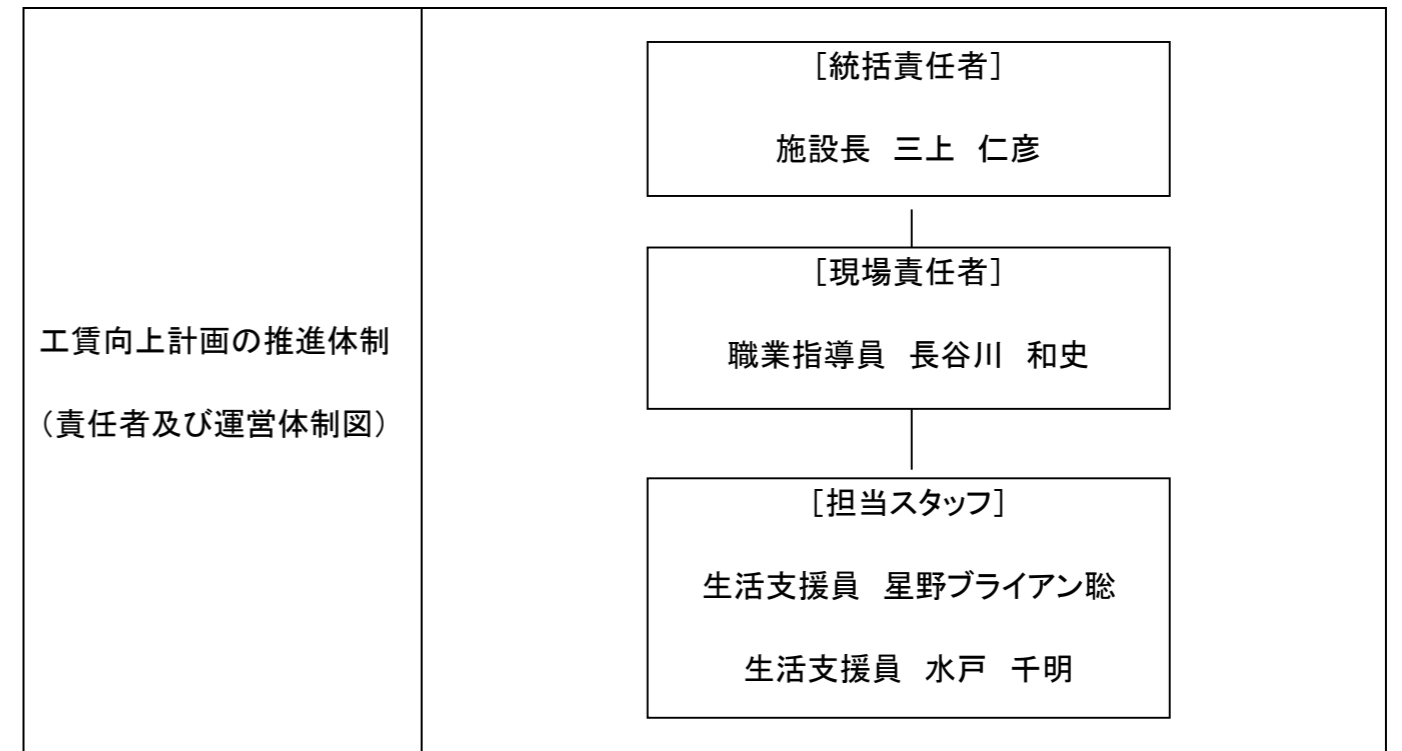 工賃向上計画の推進体制
（責任者及び運営体制図）
［統括責任者］
施設長　三上　仁彦
［現場責任者］
職業指導員　長谷川　和史
［担当スタッフ］
生活支援員　星野ブライアン聡
生活支援員　水戸　千明